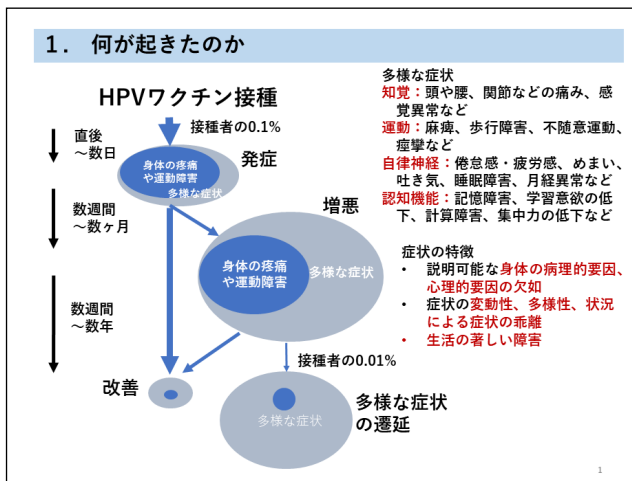 1. 何が起きたのか
HPVワクチン接種
接種者の0.1%
直後
～数日
発症
身体の疼痛
や運動障害
多様な症状
数週間
～数ヶ月
増悪
身体の疼痛
や運動障害
多様な症状
数週間
～数年
接種者の0.01%
改善
多様な症状
多様な症状
の遷延
多様な症状
知覚：頭や腰、関節などの痛み、感
覚異常など
運動：麻痺、歩行障害、不随意運動、
痙攣など
自律神経：倦怠感・疲労感、めまい、
吐き気、睡眠障害、月経異常など
認知機能：記憶障害、学習意欲の低
下、計算障害、集中力の低下など
症状の特徴
• 説明可能な身体の病理的要因、
心理的要因の欠如
• 症状の変動性、多様性、状況
による症状の乖離
• 生活の著しい障害
1